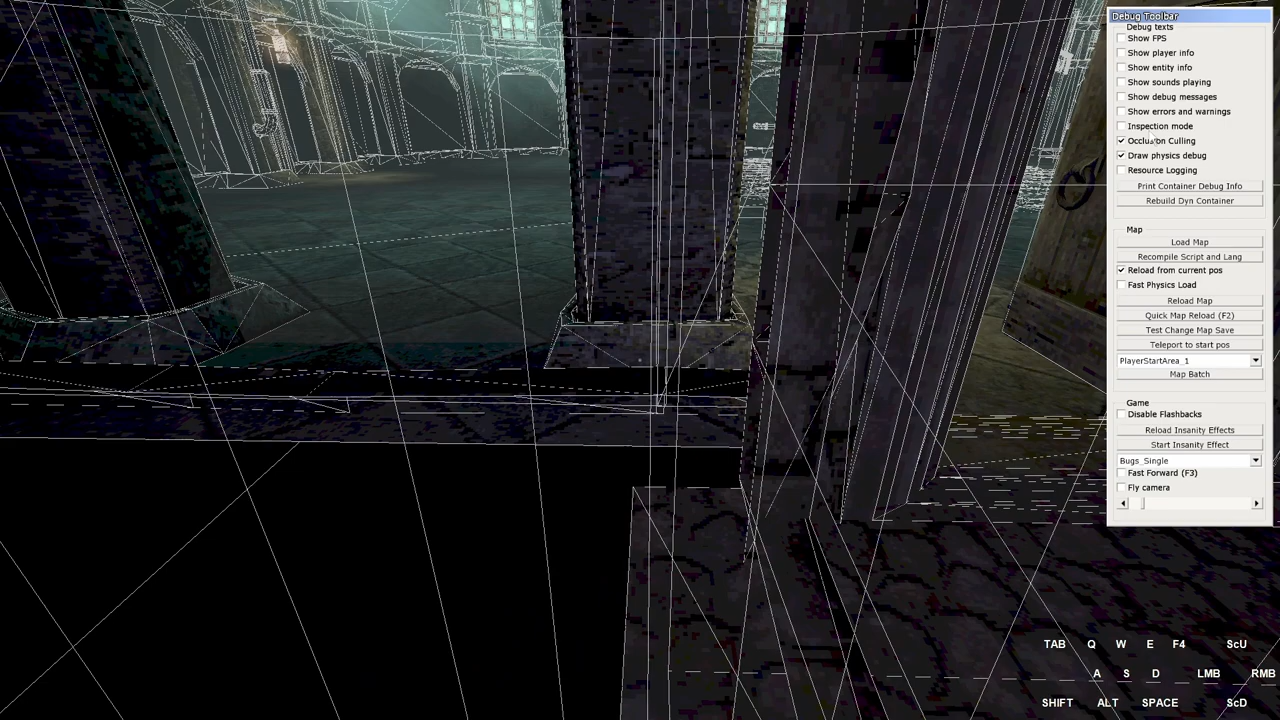 Debug Toolbar
Debug texts
Show FPS
Show player info
Show entity info
Show sounds playing
Show debug messages
Show errors and warnings
Inspection mode
Occlusion Culling
Draw physics debug
Resource Logging
Print Container Debug Info
Rebuild Dyn Container
Map
Load Map
Recompile Script and Lang
Reload from current pos
Fast Physics Load
Reload Map
Quick Map Reload (F2)
Test Change Map Save
Teleport to start pos
PlayerStartArea_1
Map Batch
Game
Disable Flashbacks
Reload Insanity Effects
Start Insanity Effect
Bugs_Single
Fast Forward (F3)
Fly camera
TAB Q W E F4 ScU
A S D LMB RMB
SHIFT ALT SPACE ScD